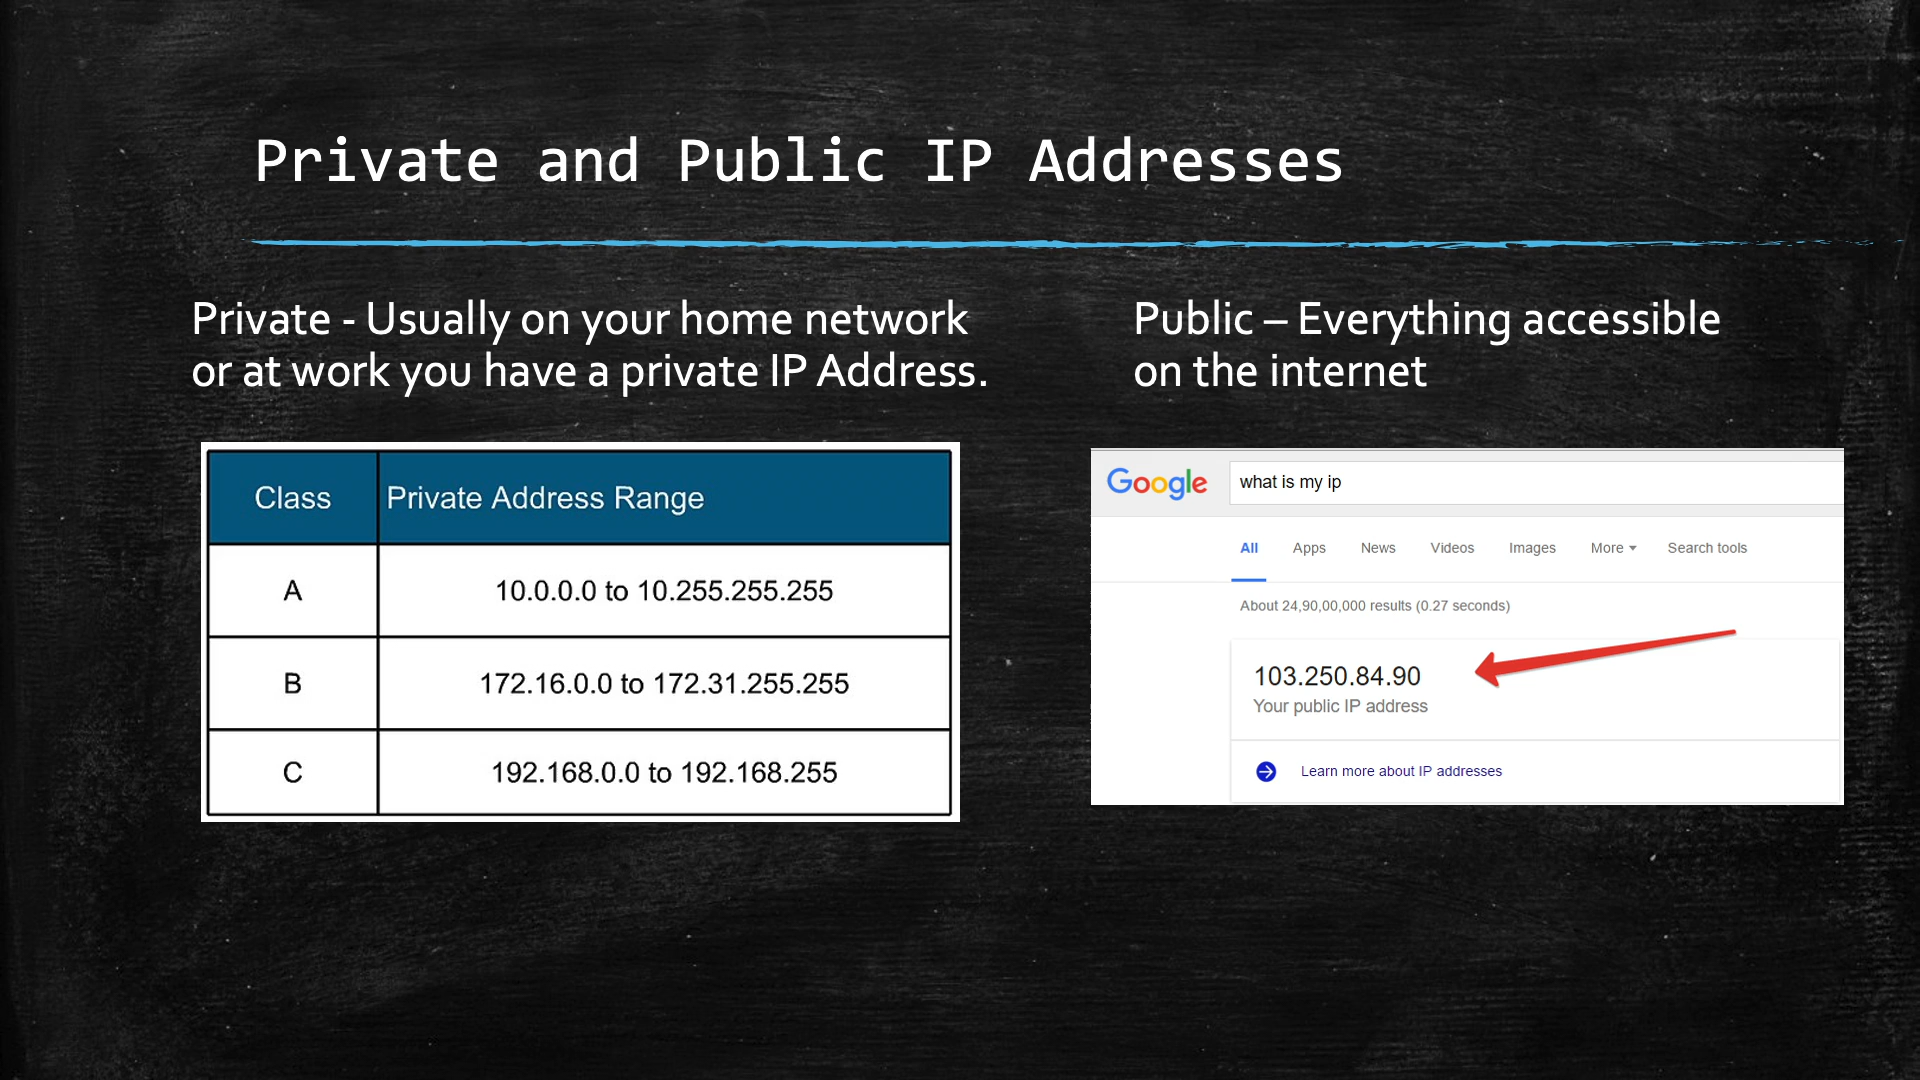 Private and Public IP Addresses
Private - Usually on your home network
or at work you have a private IP Address.
Class Private Address Range
A 10.0.0.0 to 10.255.255.255
B 172.16.0.0 to 172.31.255.255
C 192.168.0.0 to 192.168.255
Public – Everything accessible
on the internet
Google what is my ip
All Apps News Videos Images More Search tools
About 24,90,00,000 results (0.27 seconds)
103.250.84.90
Your public IP address
Learn more about IP addresses